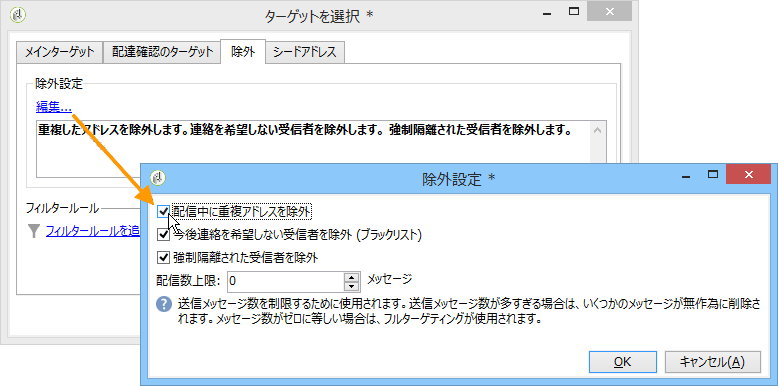 ターゲットを選択 *
メインターゲット 配達確認のターゲット 除外 シードアドレス
除外設定
編集...
重複したアドレスを除外します。連絡を希望しない受信者を除外します。 強制隔離された受信者を除外します。
フィルタールール
フィルタールールを追
除外設定 *
配信中に重複アドレスを除外
今後連絡を希望しない受信者を除外 (ブラックリスト)
強制隔離された受信者を除外
配信数上限: 0 メッセージ
送信メッセージ数を制限するために使用されます。送信メッセージ数が多すぎる場合は、いくつかのメッセージが無作為に削除さ
れます。メッセージ数がゼロに等しい場合は、フルターゲティングが使用されます。
OK キャンセル(A)